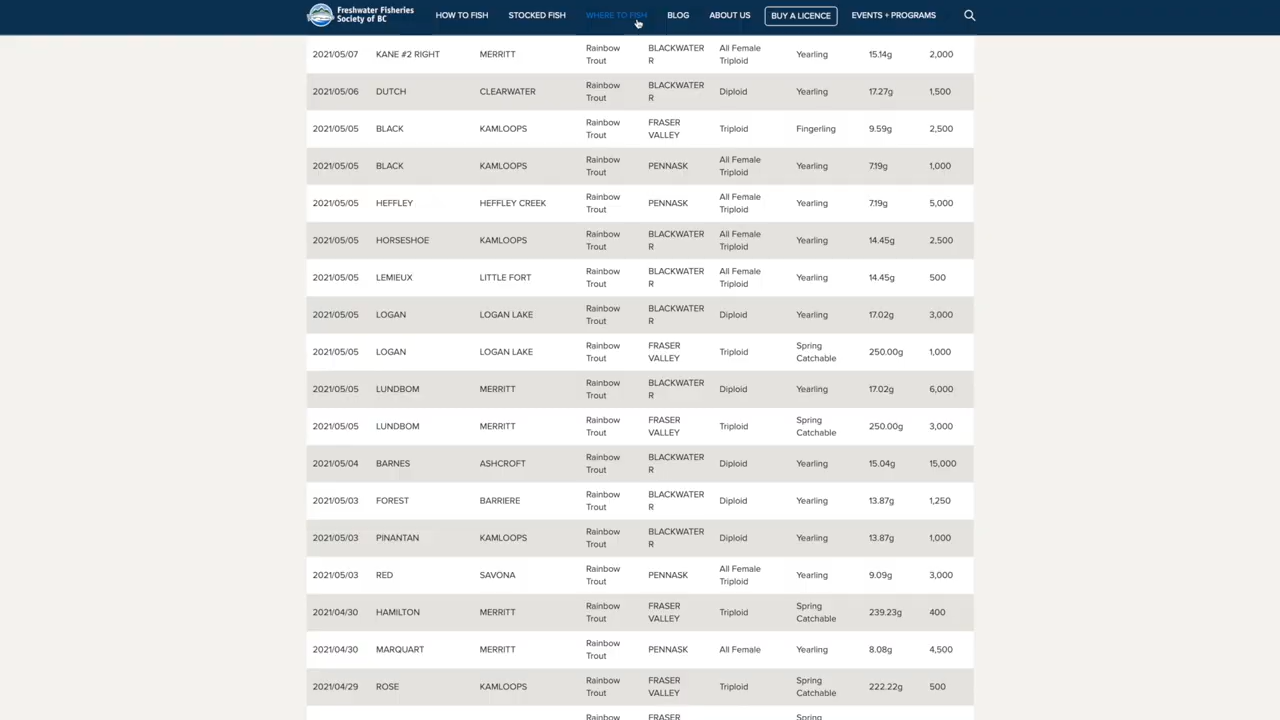 Freshwater Fisheries
Society of BC
HOW TO FISH STOCKED FISH WHERE TO FISH BLOG ABOUT US BUY A LICENCE EVENTS + PROGRAMS
2021/05/07 KANE #2 RIGHT MERRITT Rainbow Trout BLACKWATER R All Female Triploid Yearling 15.14g 2,000
2021/05/06 DUTCH CLEARWATER Rainbow Trout BLACKWATER R Diploid Yearling 17.27g 1,500
2021/05/05 BLACK KAMLOOPS Rainbow Trout FRASER VALLEY Triploid Fingerling 9.59g 2,500
2021/05/05 BLACK KAMLOOPS Rainbow Trout PENNASK All Female Triploid Yearling 7.19g 1,000
2021/05/05 HEFFLEY HEFFLEY CREEK Rainbow Trout PENNASK All Female Triploid Yearling 7.19g 5,000
2021/05/05 HORSESHOE KAMLOOPS Rainbow Trout BLACKWATER R All Female Triploid Yearling 14.45g 2,500
2021/05/05 LEMIEUX LITTLE FORT Rainbow Trout BLACKWATER R All Female Triploid Yearling 14.45g 500
2021/05/05 LOGAN LOGAN LAKE Rainbow Trout BLACKWATER R Diploid Yearling 17.02g 3,000
2021/05/05 LOGAN LOGAN LAKE Rainbow Trout FRASER VALLEY Triploid Spring Catchable 250.00g 1,000
2021/05/05 LUNDBOM MERRITT Rainbow Trout BLACKWATER R Diploid Yearling 17.02g 6,000
2021/05/05 LUNDBOM MERRITT Rainbow Trout FRASER VALLEY Triploid Spring Catchable 250.00g 3,000
2021/05/04 BARNES ASHCROFT Rainbow Trout BLACKWATER R Diploid Yearling 15.04g 15,000
2021/05/03 FOREST BARRIERE Rainbow Trout BLACKWATER R Diploid Yearling 13.87g 1,250
2021/05/03 PINANTAN KAMLOOPS Rainbow Trout BLACKWATER R Diploid Yearling 13.87g 1,000
2021/05/03 RED SAVONA Rainbow Trout PENNASK All Female Triploid Yearling 9.09g 3,000
2021/04/30 HAMILTON MERRITT Rainbow Trout FRASER VALLEY Triploid Spring Catchable 239.23g 400
2021/04/30 MARQUART MERRITT Rainbow Trout PENNASK All Female Yearling 8.08g 4,500
2021/04/29 ROSE KAMLOOPS Rainbow Trout FRASER VALLEY Triploid Spring Catchable 222.22g 500
Rainbow FRASER Spring